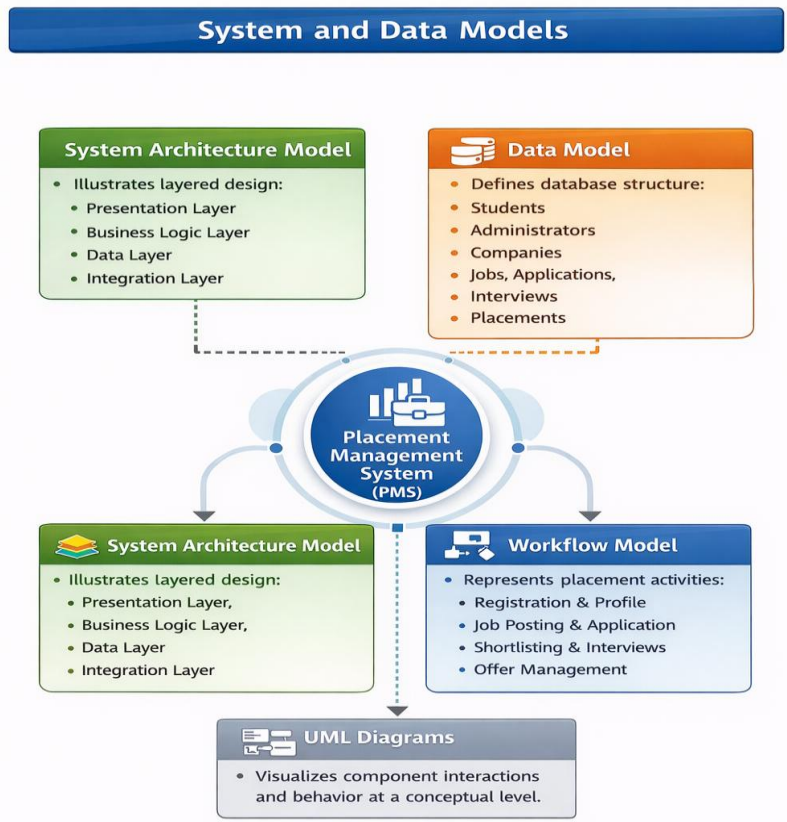 System and Data Models
System Architecture Model
• Illustrates layered design:
• Presentation Layer
• Business Logic Layer
• Data Layer
• Integration Layer
Data Model
• Defines database structure:
• Students
• Administrators
• Companies
• Jobs, Applications,
• Interviews
• Placements
Placement
Management
System
(PMS)
System Architecture Model
• Illustrates layered design:
• Presentation Layer,
• Business Logic Layer,
• Data Layer
• Integration Layer
Workflow Model
• Represents placement activities:
• Registration & Profile
• Job Posting & Application
• Shortlisting & Interviews
• Offer Management
UML Diagrams
• Visualizes component interactions
and behavior at a conceptual level.